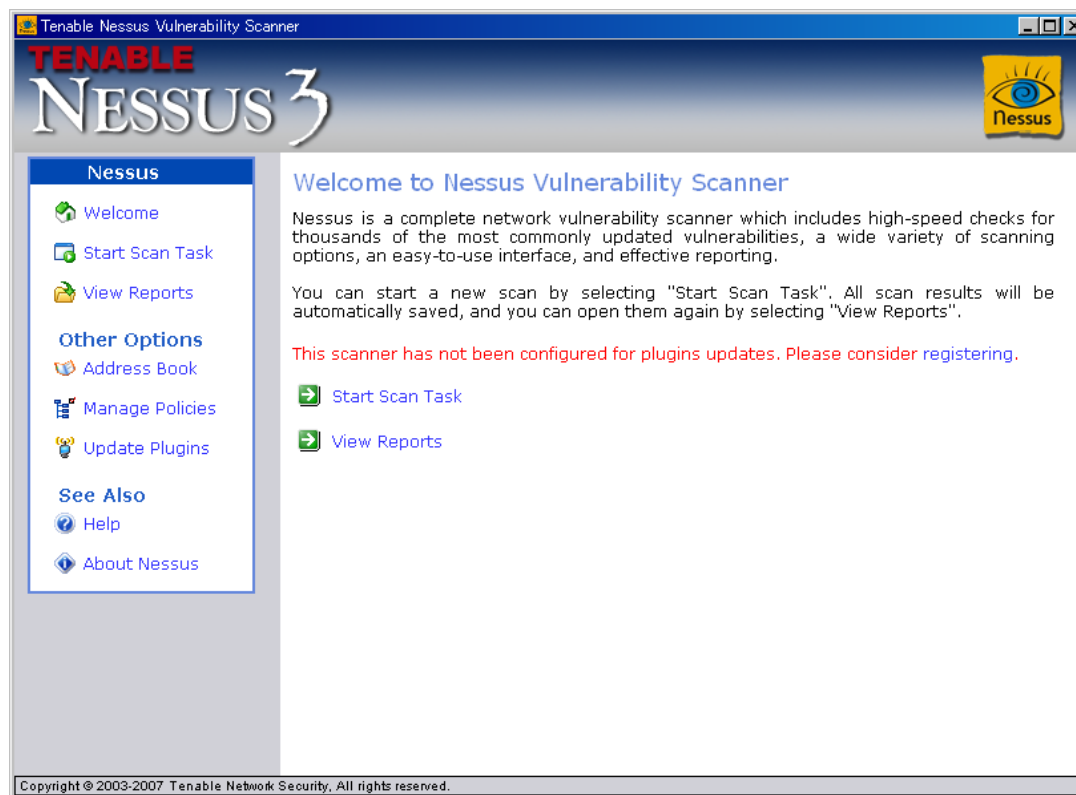 Tenable Nessus Vulnerability Scanner
TENABLE
NESSUS 3
Nessus
Nessus
Welcome
Start Scan Task
View Reports
Other Options
Address Book
Manage Policies
Update Plugins
See Also
Help
About Nessus
Welcome to Nessus Vulnerability Scanner
Nessus is a complete network vulnerability scanner which includes high-speed checks for
thousands of the most commonly updated vulnerabilities, a wide variety of scanning
options, an easy-to-use interface, and effective reporting.
You can start a new scan by selecting "Start Scan Task". All scan results will be
automatically saved, and you can open them again by selecting "View Reports".
This scanner has not been configured for plugins updates. Please consider registering.
Start Scan Task
View Reports
Copyright © 2003-2007 Tenable Network Security, All rights reserved.